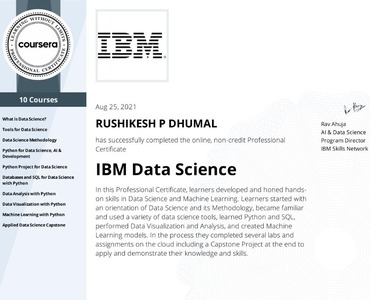 LEARNING WITHOUT LIMITS
coursera
PROFESSIONAL CERTIFICATE
10 Courses
What is Data Science?
Tools for Data Science
Data Science Methodology
Python for Data Science, AI &
Development
Python Project for Data Science
Databases and SQL for Data Science
with Python
Data Analysis with Python
Data Visualization with Python
Machine Learning with Python
Applied Data Science Capstone
IBM
Aug 25, 2021
RUSHIKESH P DHUMAL
has successfully completed the online, non-credit Professional
Certificate
IBM Data Science
In this Professional Certificate, learners developed and honed hands-
on skills in Data Science and Machine Learning. Learners started with
an orientation of Data Science and its Methodology, became familiar
and used a variety of data science tools, learned Python and SQL,
performed Data Visualization and Analysis, and created Machine
Learning models. In the process they completed several labs and
assignments on the cloud including a Capstone Project at the end to
apply and demonstrate their knowledge and skills.
Rav Ahuja
AI & Data Science
Program Director
IBM Skills Network